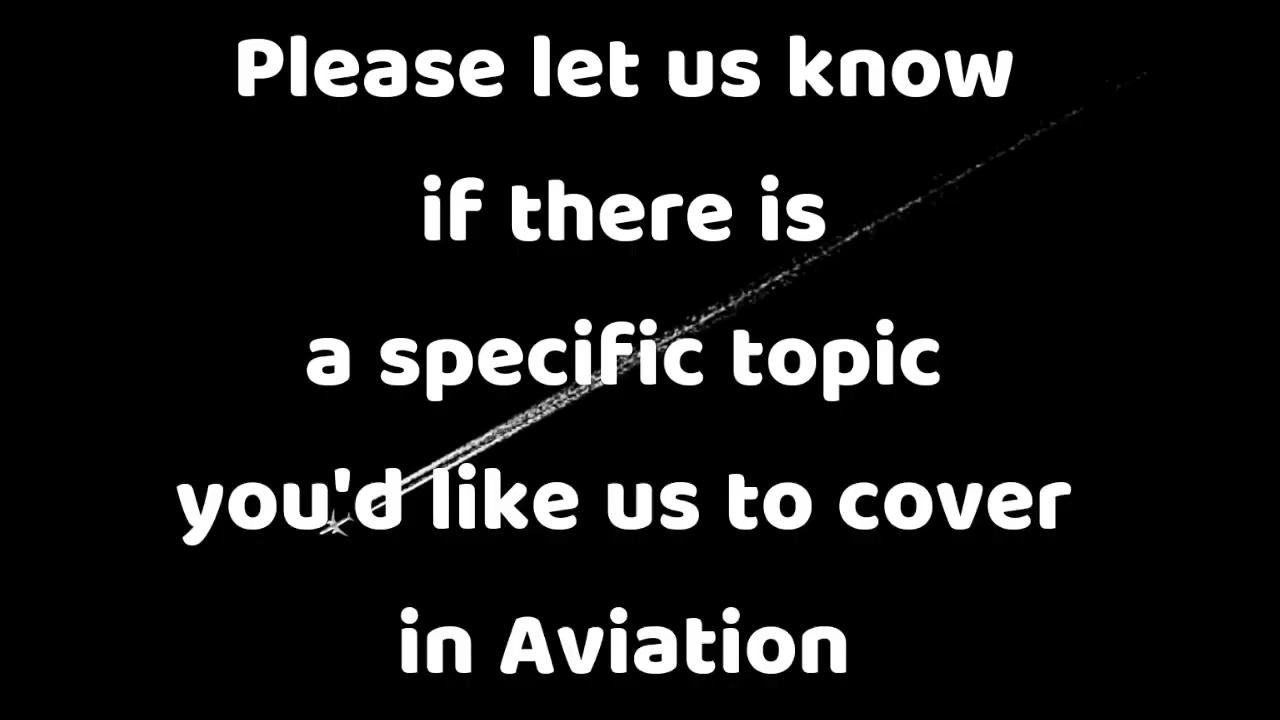 Please let us know
if there is
a specific topic
you'd like us to cover
in Aviation